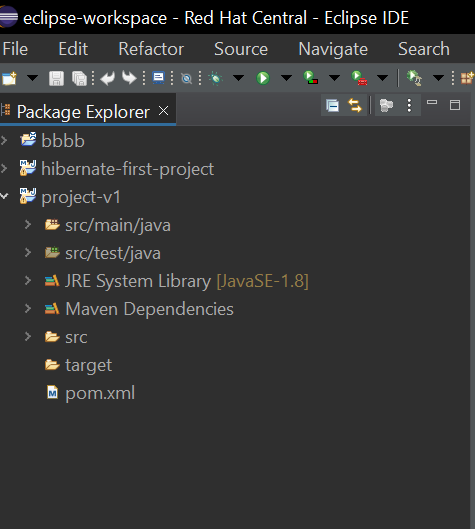 eclipse-workspace - Red Hat Central - Eclipse IDE
File Edit Refactor Source Navigate Search
Package Explorer
bbbb
hibernate-first-project
project-v1
src/main/java
src/test/java
JRE System Library [JavaSE-1.8]
Maven Dependencies
src
target
pom.xml